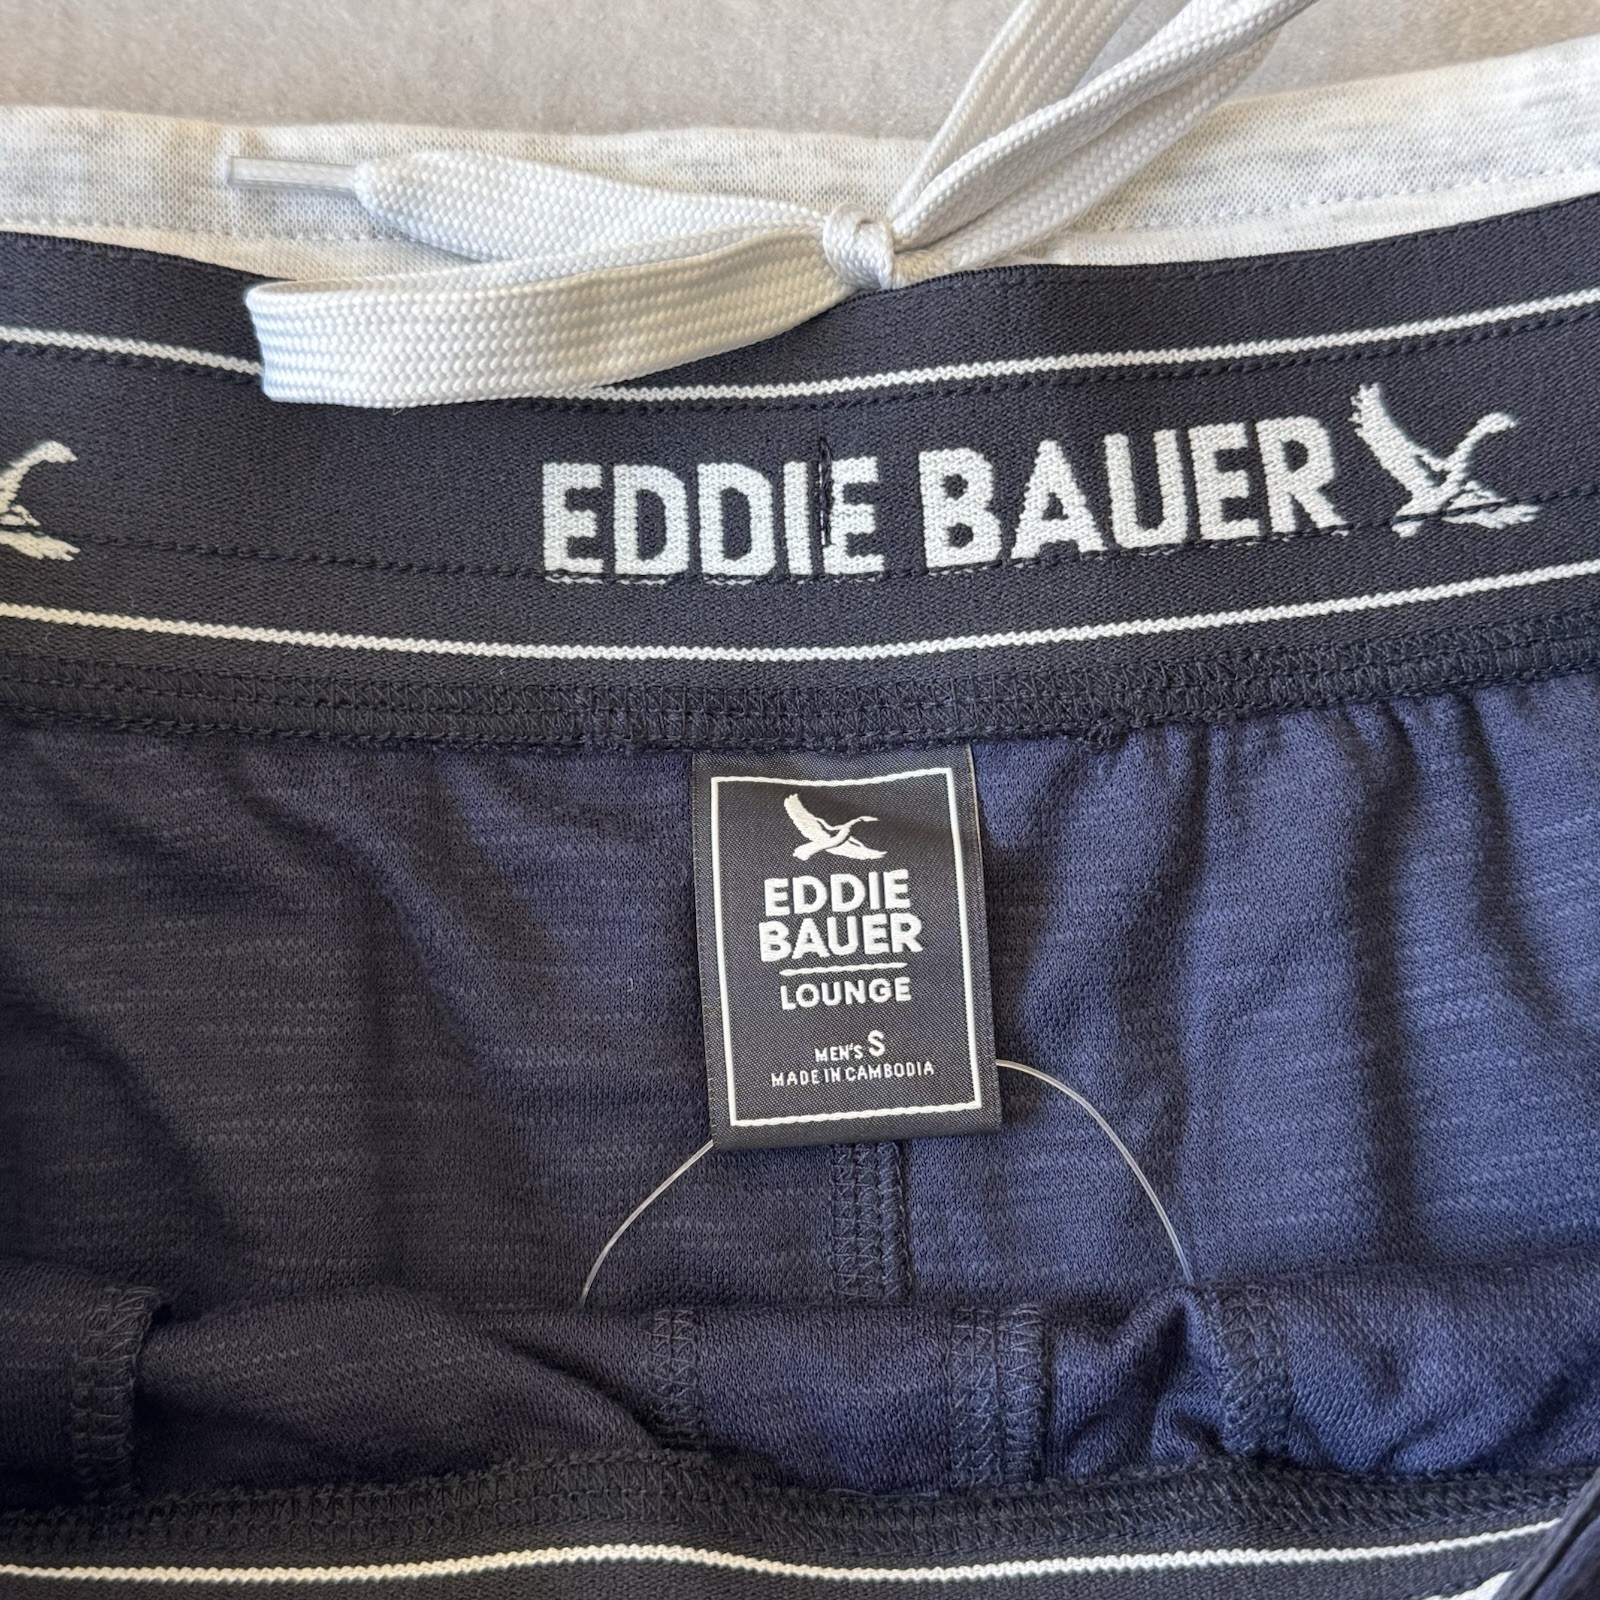 EDDIE BAUER
EDDIE
BAUER
LOUNGE
MEN'S S
MADE IN CAMBODIA